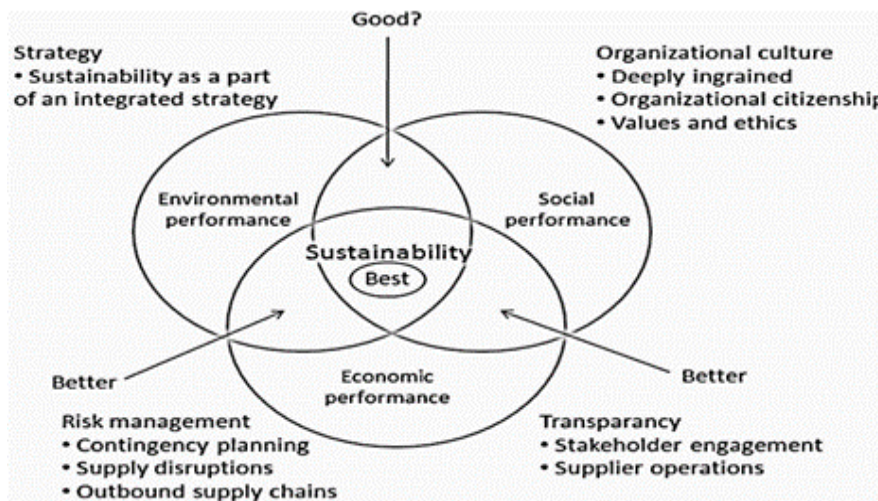 Good?
Strategy
• Sustainability as a part
of an integrated strategy
Organizational culture
• Deeply ingrained
• Organizational citizenship
• Values and ethics
Environmental
performance
Social
performance
Sustainability
Best
Economic
performance
Better
Better
Risk management
• Contingency planning
• Supply disruptions
• Outbound supply chains
Transparancy
• Stakeholder engagement
• Supplier operations